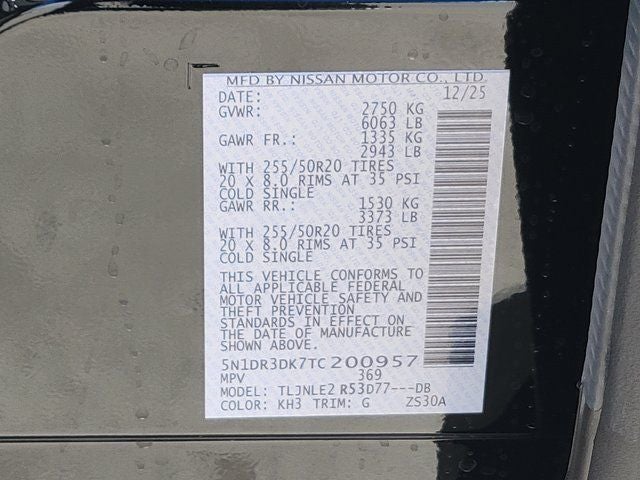 MFD BY NISSAN MOTOR CO., LTD.
DATE: 12/25
GVWR: 2750 KG
6063 LB
GAWR FR.: 1335 KG
2943 LB
WITH 255/50R20 TIRES
20 X 8.0 RIMS AT 35 PSI
COLD SINGLE
GAWR RR.: 1530 KG
3373 LB
WITH 255/50R20 TIRES
20 X 8.0 RIMS AT 35 PSI
COLD SINGLE
THIS VEHICLE CONFORMS TO
ALL APPLICABLE FEDERAL
MOTOR VEHICLE SAFETY AND
THEFT PREVENTION
STANDARDS IN EFFECT ON
THE DATE OF MANUFACTURE
SHOWN ABOVE.
5N1DR3DK7TC200957
MPV 369
MODEL: TLJNLE2 R53D77---DB
COLOR: KH3 TRIM: G ZS30A